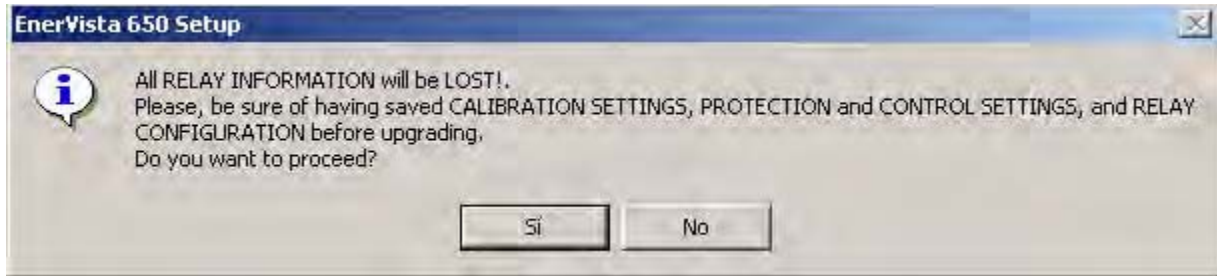 EnerVista 650 Setup
All RELAY INFORMATION will be LOST!.
Please, be sure of having saved CALIBRATION SETTINGS, PROTECTION and CONTROL SETTINGS, and RELAY
CONFIGURATION before upgrading.
Do you want to proceed?
Sí
No